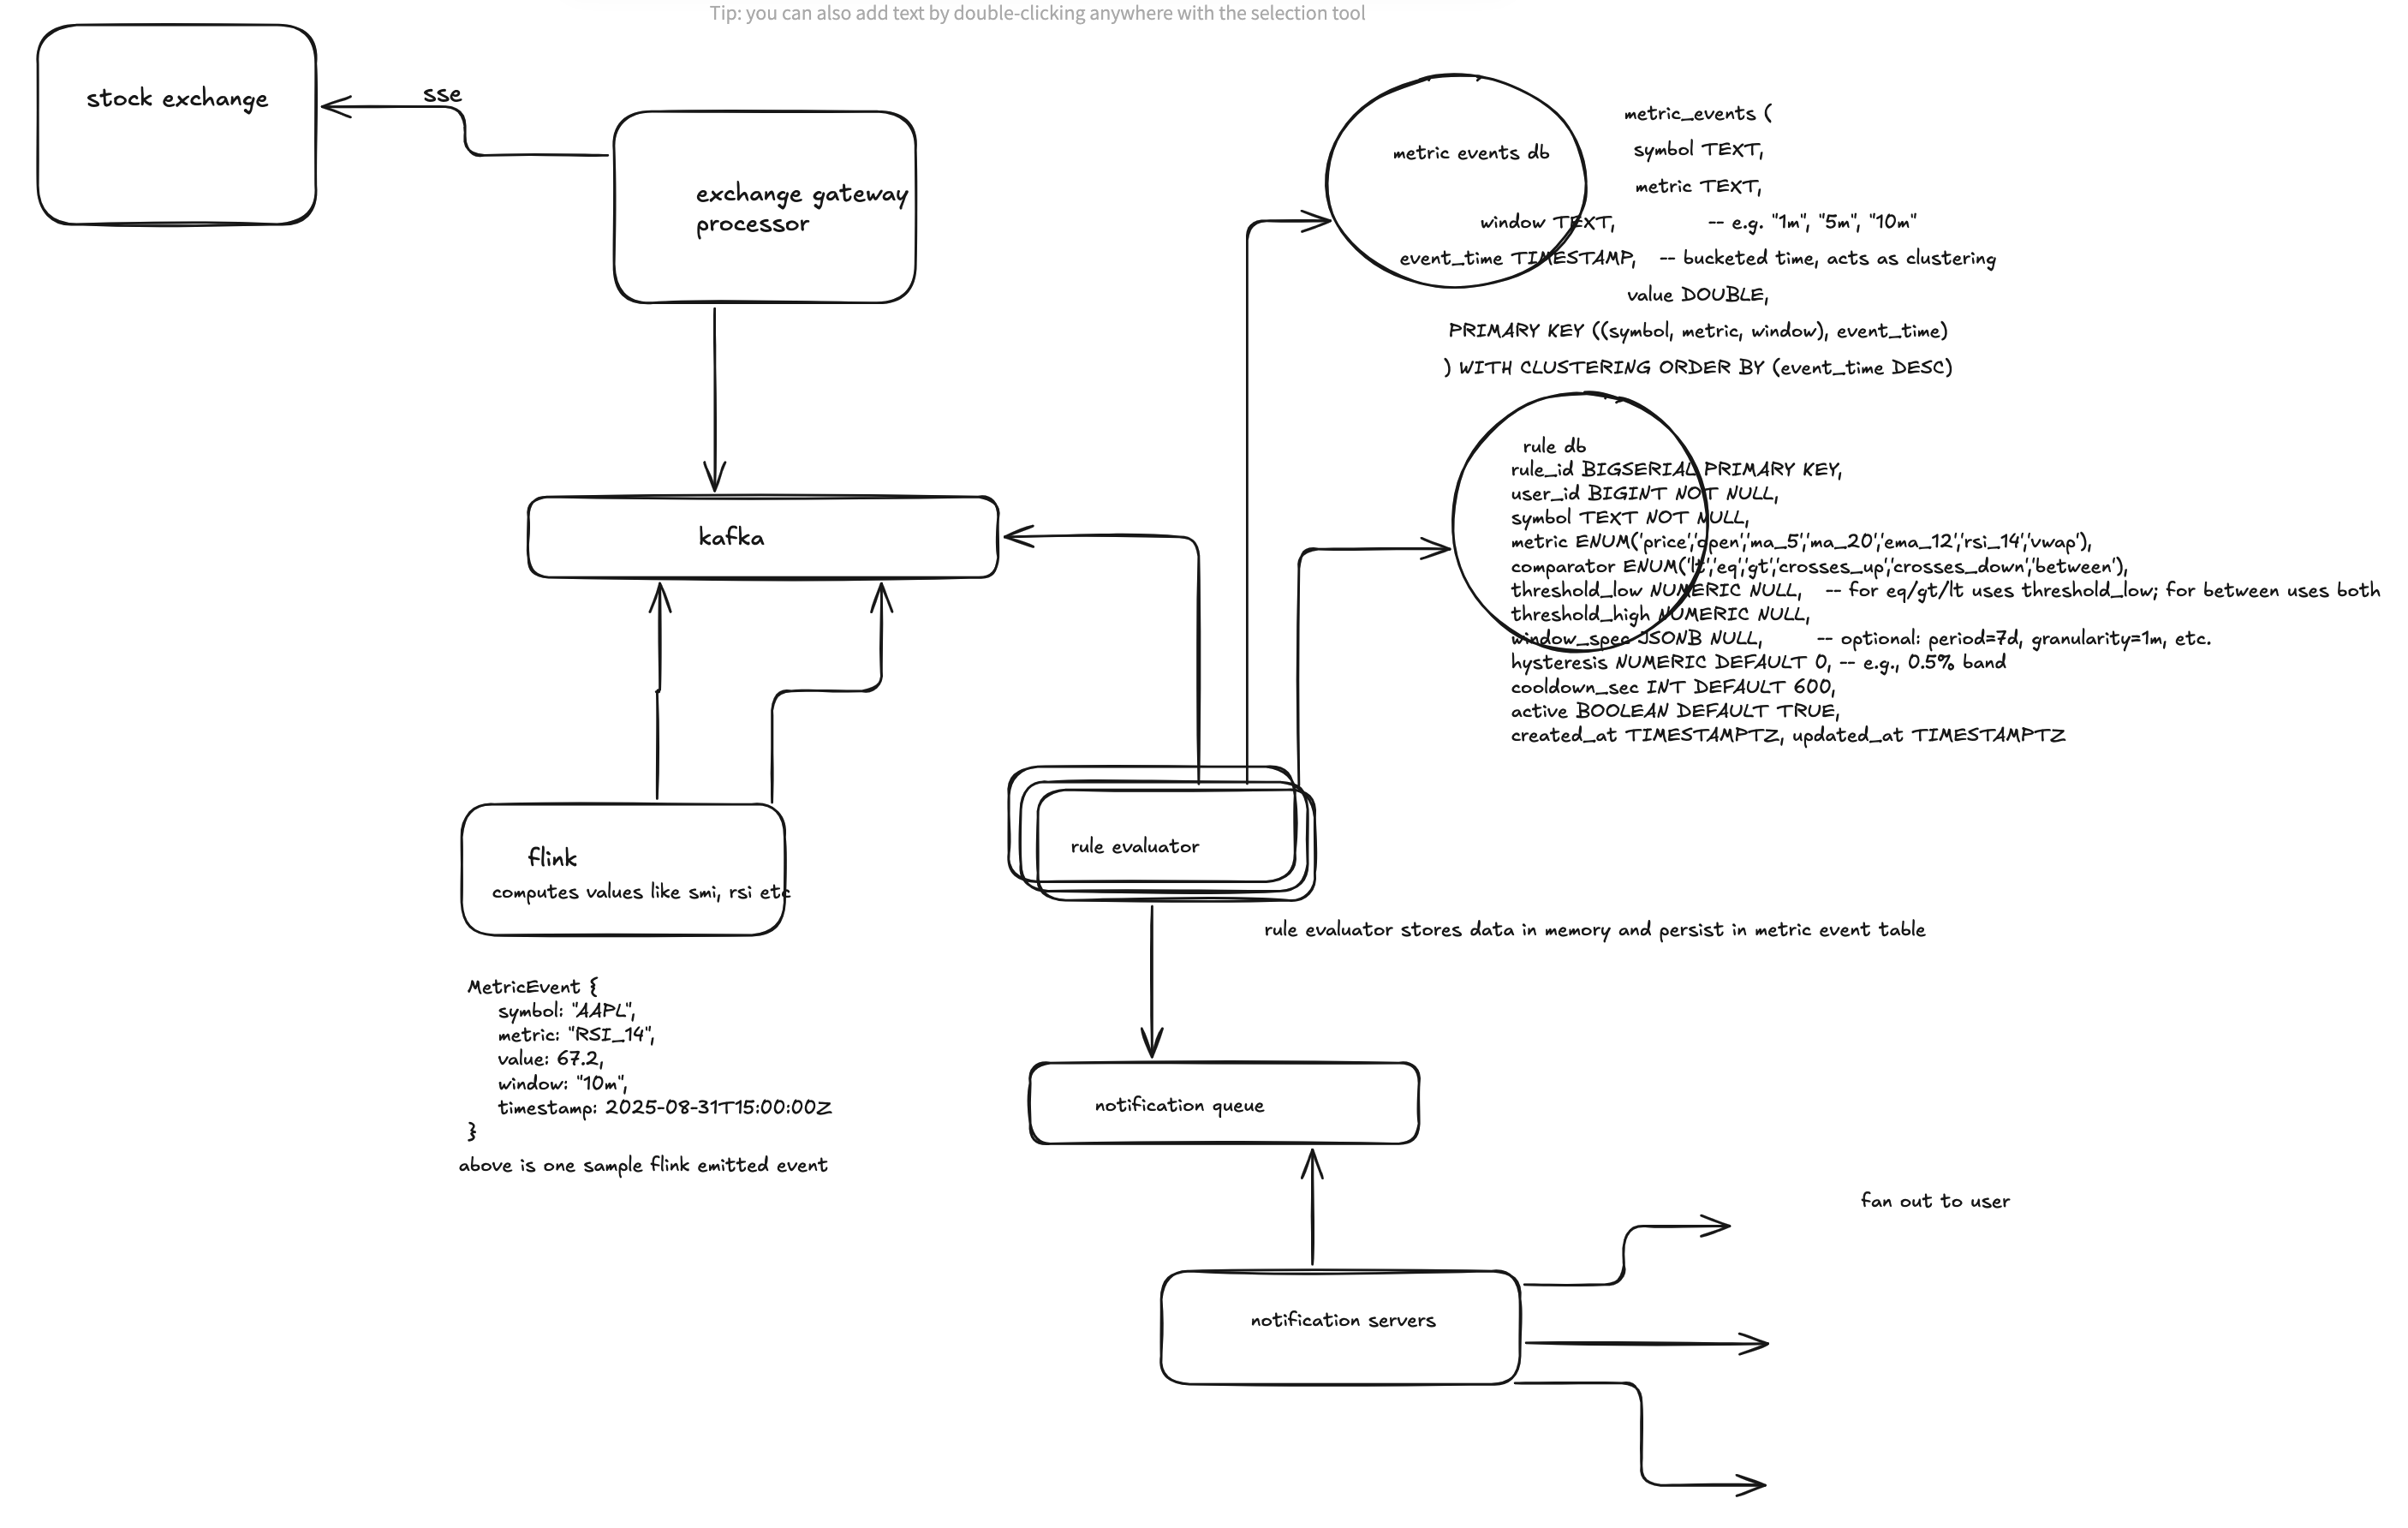 Tip: you can also add text by double-clicking anywhere with the selection tool
stock exchange
sse
exchange gateway
processor
kafka
flink
computes values like smi, rsi etc
MetricEvent {
symbol: "AAPL",
metric: "RSI_14",
value: 67.2,
window: "10m",
timestamp: 2025-08-31T15:00:00Z
}
above is one sample flink emitted event
metric events db
metric_events (
symbol TEXT,
metric TEXT,
window TEXT,    -- e.g. "1m", "5m", "10m"
event_time TIMESTAMP,    -- bucketed time, acts as clustering
value DOUBLE,
PRIMARY KEY ((symbol, metric, window), event_time)
) WITH CLUSTERING ORDER BY (event_time DESC)
rule db
rule_id BIGSERIAL PRIMARY KEY,
user_id BIGINT NOT NULL,
symbol TEXT NOT NULL,
metric ENUM('price','open','ma_5','ma_20','ema_12','rsi_14','vwap'),
comparator ENUM('lt','eq','gt','crosses_up','crosses_down','between'),
threshold_low NUMERIC NULL,    -- for eq/gt/lt uses threshold_low; for between uses both
threshold_high NUMERIC NULL,
window_spec JSONB NULL,    -- optional: period=7d, granularity=1m, etc.
hysteresis NUMERIC DEFAULT 0, -- e.g., 0.5% band
cooldown_sec INT DEFAULT 600,
active BOOLEAN DEFAULT TRUE,
created_at TIMESTAMPTZ, updated_at TIMESTAMPTZ
rule evaluator
rule evaluator stores data in memory and persist in metric event table
notification queue
notification servers
fan out to user